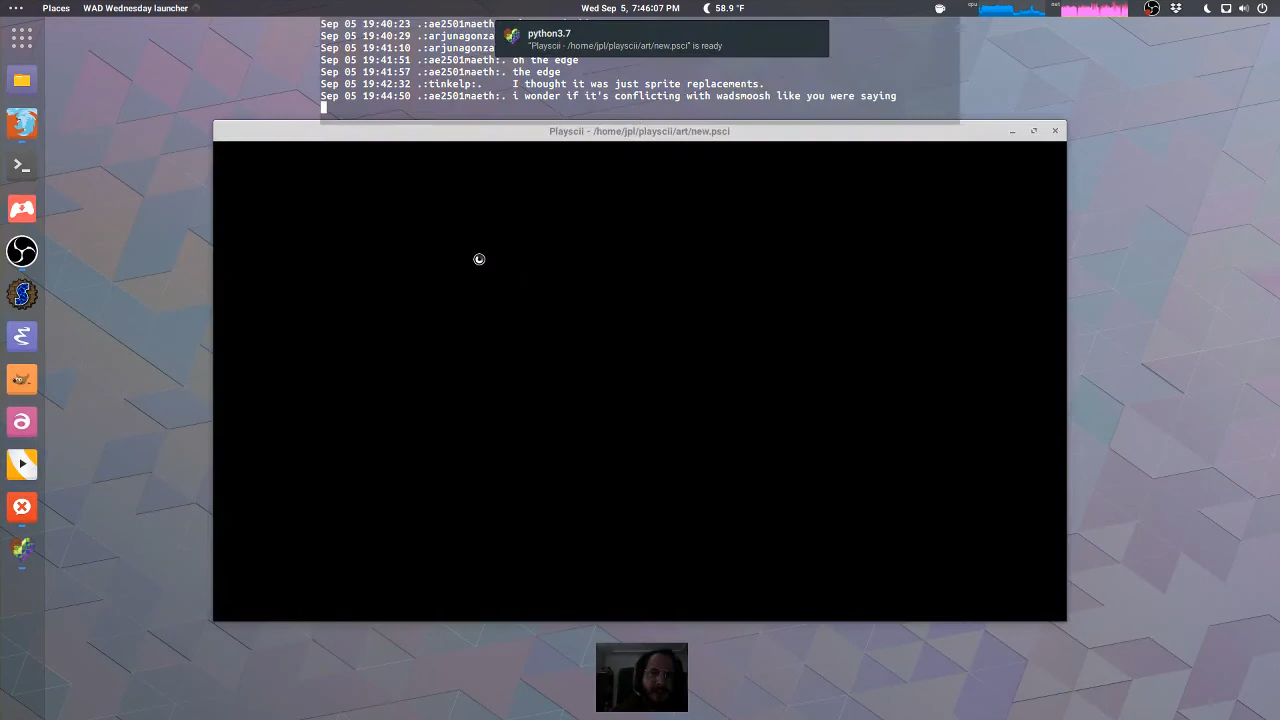 Places
WAD Wednesday launcher
Wed Sep 5, 7:46:07 PM
58.9 °F
cpu
net
Sep 05 19:40:23 .:ae2501maeth:.
Sep 05 19:40:29 .:arjunagonza
Sep 05 19:41:10 .:arjunagonza
Sep 05 19:41:51 .:ae2501maeth:. on the edge
Sep 05 19:41:57 .:ae2501maeth:. the edge
Sep 05 19:42:32 .:tinkelp:. I thought it was just sprite replacements.
Sep 05 19:44:50 .:ae2501maeth:. i wonder if it's conflicting with wadsmoosh like you were saying
python3.7
"Playscii - /home/jpl/playscii/art/new.psci" is ready
Playscii - /home/jpl/playscii/art/new.psci